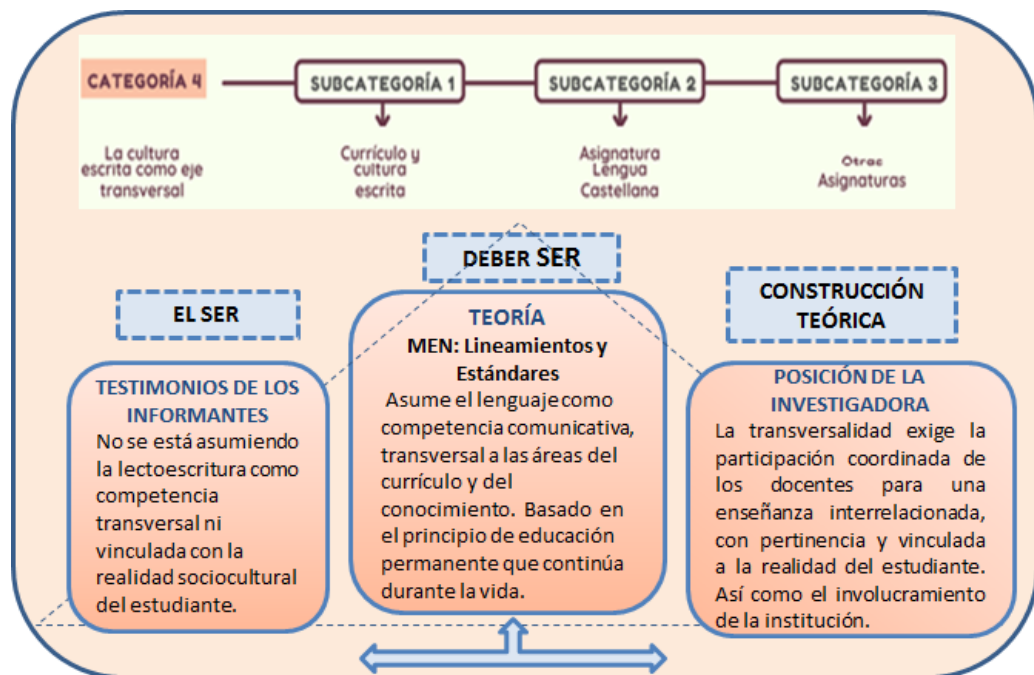 CATEGORÍA 4
SUBCATEGORÍA 1
SUBCATEGORÍA 2
SUBCATEGORÍA 3
La cultura
escrita como eje
transversal
Currículo y
cultura
escrita
Asignatura
Lengua
Castellana
Otras
Asignaturas
EL SER
DEBER SER
CONSTRUCCIÓN
TEÓRICA
TESTIMONIOS DE LOS
INFORMANTES
No se está asumiendo
la lectoescritura como
competencia
transversal ni
vinculada con la
realidad sociocultural
del estudiante.
TEORÍA
MEN: Lineamientos y
Estándares
Asume el lenguaje como
competencia comunicativa,
transversal a las áreas del
currículo y del
conocimiento. Basado en
el principio de educación
permanente que continúa
durante la vida.
POSICIÓN DE LA
INVESTIGADORA
La transversalidad exige la
participación coordinada de
los docentes para una
enseñanza interrelacionada,
con pertinencia y vinculada
a la realidad del estudiante.
Así como el involucramiento
de la institución.